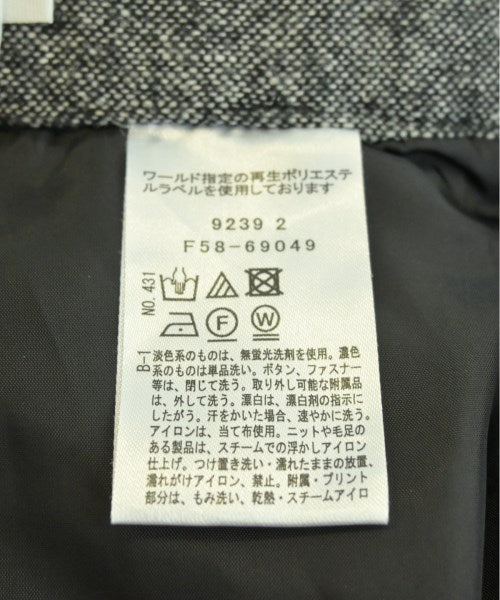 ワールド指定の再生ポリエステ
ルラベルを使用しております
9239 2
F58-69049
NO. 431
F W
B-1
淡色系のものは、無蛍光洗剤を使用。濃色
系のものは単品洗い。ボタン、ファスナー
等は、閉じて洗う。取り外し可能な附属品
は、外して洗う。漂白は、漂白剤の指示に
したがう。汗をかいた場合、速やかに洗う。
アイロンは、当て布使用。ニットや毛足の
ある製品は、スチームでの浮かしアイロン
仕上げ。つけ置き洗い・濡れたままの放置、
濡れがけアイロン、禁止。附属・プリント
部分は、もみ洗い、乾熱・スチームアイロ